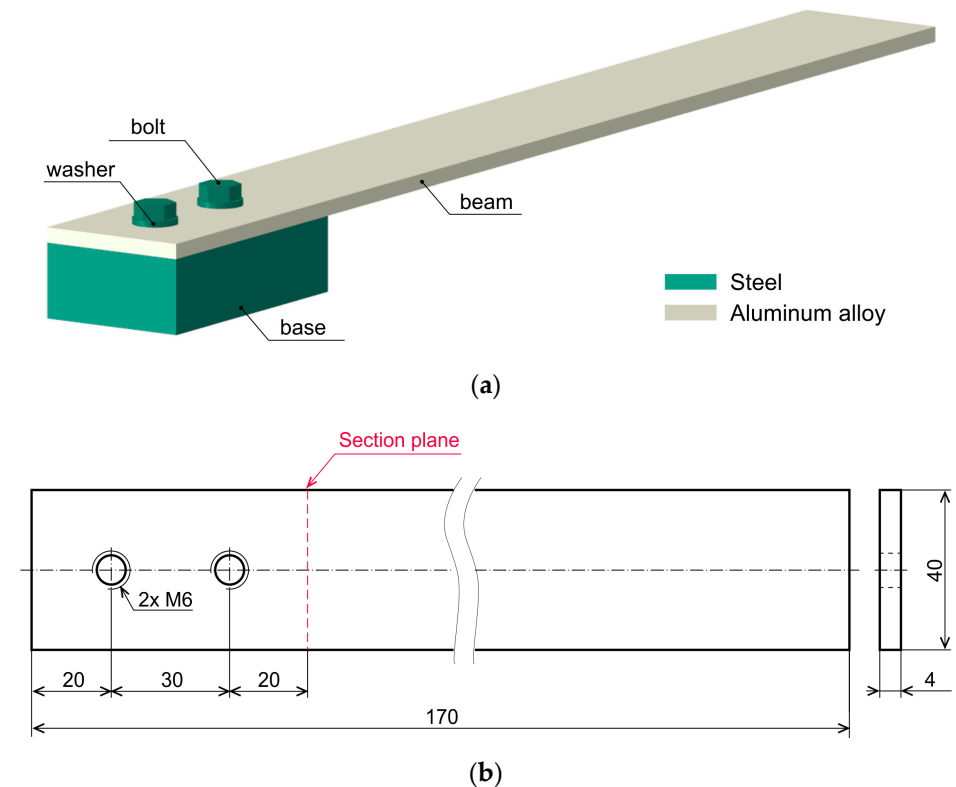 bolt
washer
beam
base
Steel
Aluminum alloy
(a)
Section plane
2x M6
40
20
30
20
4
170
(b)